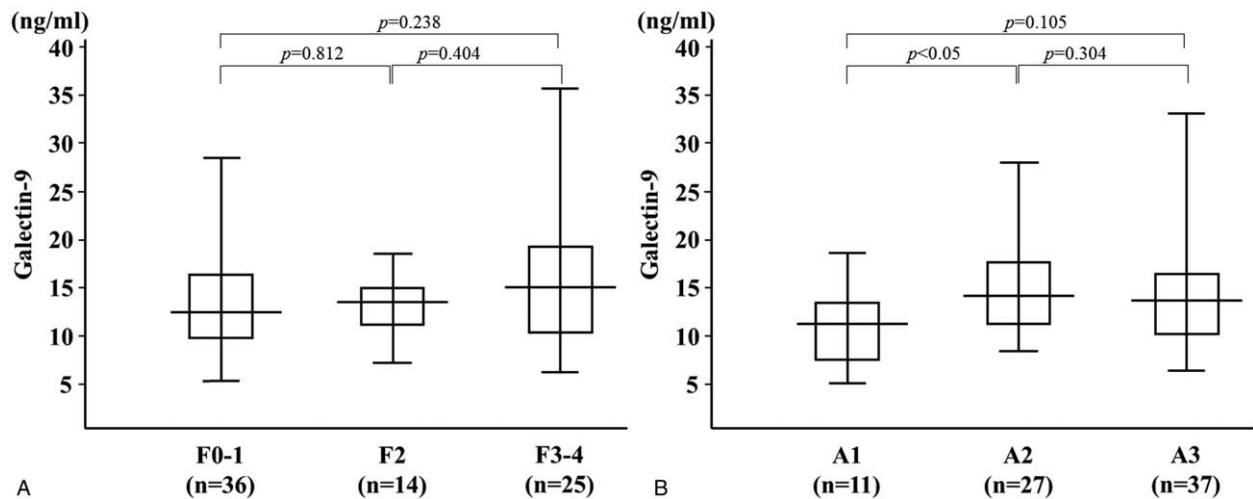 (ng/ml)
p=0.238
p=0.812
p=0.404
40
35
30
25
20
15
10
5
Galectin-9
F0-1
F2
F3-4
(n=36)
(n=14)
(n=25)
A
(ng/ml)
p=0.105
p<0.05
p=0.304
40
35
30
25
20
15
10
5
Galectin-9
A1
A2
A3
(n=11)
(n=27)
(n=37)
B